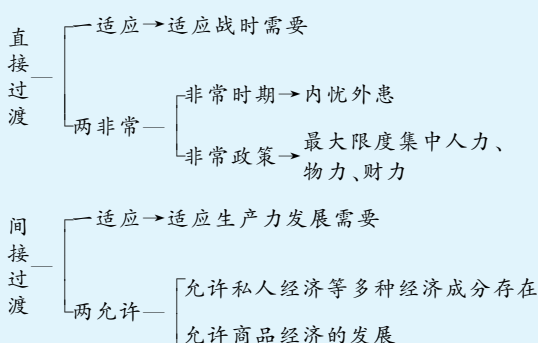 直接过渡
一适应→适应战时需要
两非常
非常时期→内忧外患
非常政策→最大限度集中人力、
物力、财力
间接过渡
一适应→适应生产力发展需要
两允许
允许私人经济等多种经济成分存在
允许商品经济的发展